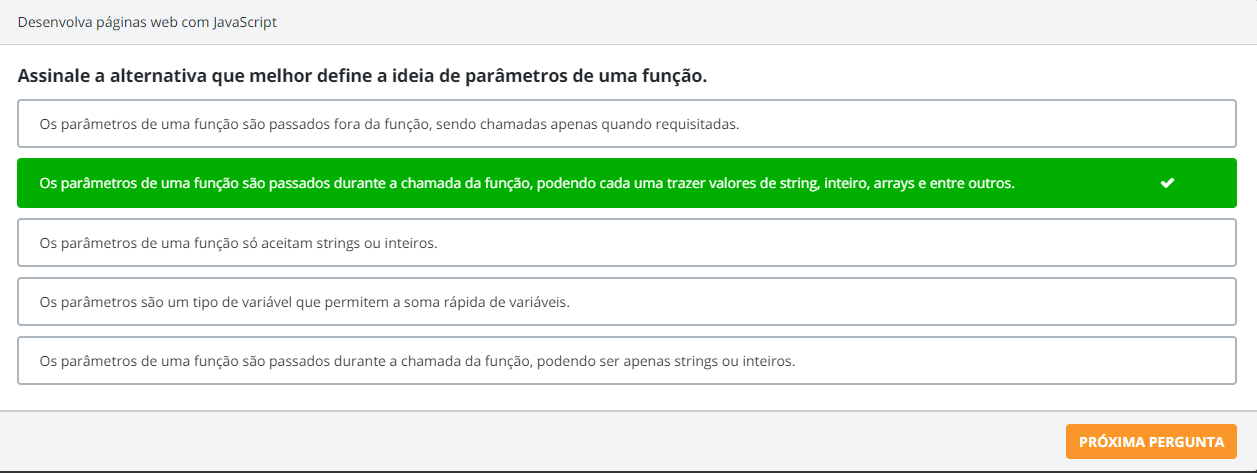 Desenvolva páginas web com JavaScript
Assinale a alternativa que melhor define a ideia de parâmetros de uma função.
Os parâmetros de uma função são passados fora da função, sendo chamadas apenas quando requisitadas.
Os parâmetros de uma função são passados durante a chamada da função, podendo cada uma trazer valores de string, inteiro, arrays e entre outros.
Os parâmetros de uma função só aceitam strings ou inteiros.
Os parâmetros são um tipo de variável que permitem a soma rápida de variáveis.
Os parâmetros de uma função são passados durante a chamada da função, podendo ser apenas strings ou inteiros.
PRÓXIMA PERGUNTA